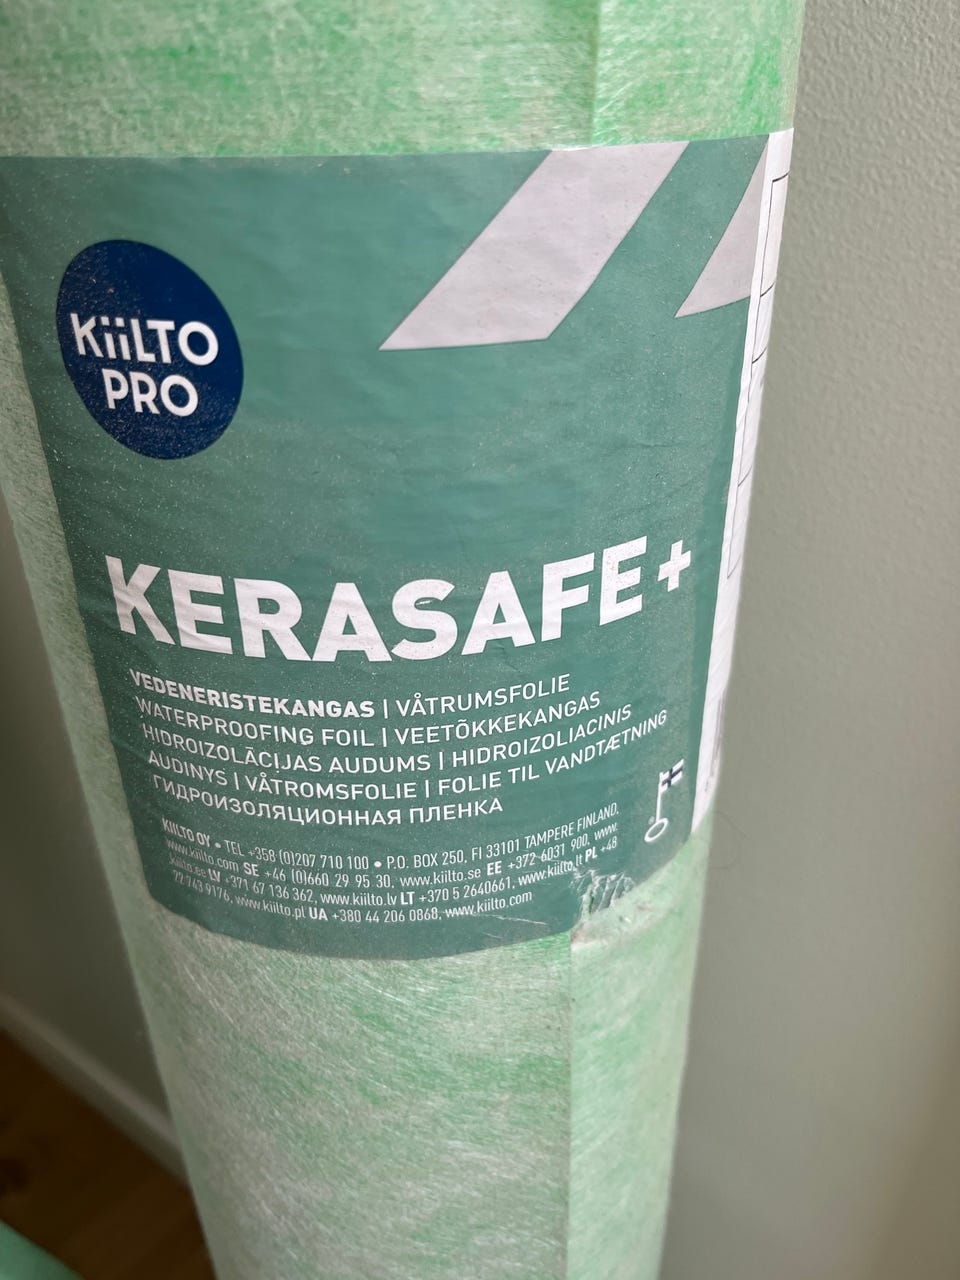 KiiLTO
PRO
KERASAFE+
VEDENERISTEKANGAS | VÅTRUMSFOLIE
WATERPROOFING FOIL | VEETÕKKEKANGAS
HIDROIZOLĀCIJAS AUDUMS | HIDROIZOLIACINIS
AUDINYS | VÅTROMSFOLIE | FOLIE TIL VANDTÆTNING
ГИДРОИЗОЛЯЦИОННАЯ ПЛЕНКА
KIILTO OY • TEL +358 (0)207 710 100 • P.O. BOX 250, FI 33101 TAMPERE FINLAND,
www.kiilto.com SE +46 (0)660 29 95 30, www.kiilto.se EE +372 6031 900, www.
kiilto.ee LV +371 67 136 362, www.kiilto.lv LT +370 5 2640661, www.kiilto.lt PL +48
22 743 9176, www.kiilto.pl UA +380 44 206 0868, www.kiilto.com